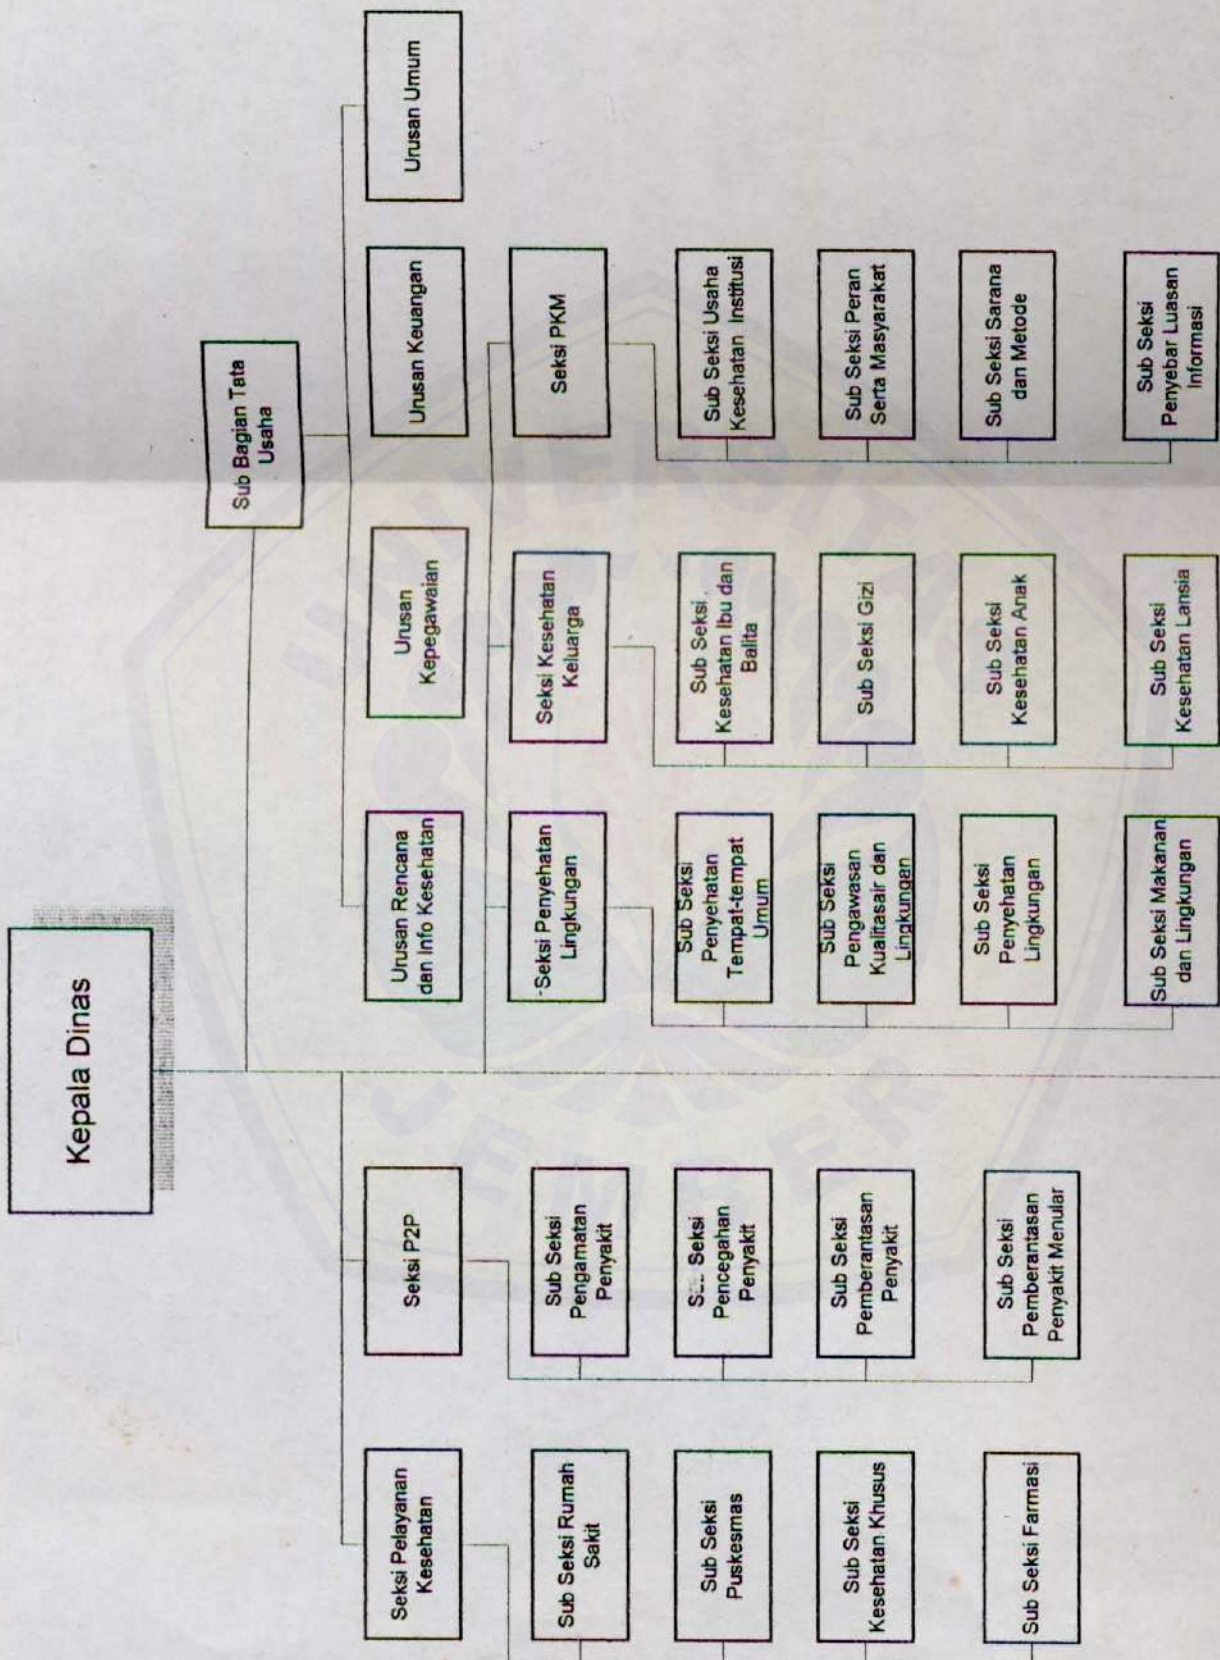 Kepala Dinas
Sub Bagian Tata
Usaha
Urusan Rencana
dan Info Kesehatan
Urusan
Kepegawaian
Urusan Keuangan
Urusan Umum
Seksi Pelayanan
Kesehatan
Sub Seksi Rumah
Sakit
Sub Seksi
Puskesmas
Sub Seksi
Kesehatan Khusus
Sub Seksi Farmasi
Seksi P2P
Sub Seksi
Pengamatan
Penyakit
Sub Seksi
Pencegahan
Penyakit
Sub Seksi
Pemberantasan
Penyakit
Sub Seksi
Pemberantasan
Penyakit Menular
-Seksi Penyehatan
Lingkungan
Sub Seksi
Penyehatan
Tempat-tempat
Umum
Sub Seksi
Pengawasan
Kualitasair dan
Lingkungan
Sub Seksi
Penyehatan
Lingkungan
Sub Seksi Makanan
dan Lingkungan
Seksi Kesehatan
Keluarga
Sub Seksi
Kesehatan Ibu dan
Balita
Sub Seksi Gizi
Sub Seksi
Kesehatan Anak
Sub Seksi
Kesehatan Lansia
Seksi PKM
Sub Seksi Usaha
Kesehatan Institusi
Sub Seksi Peran
Serta Masyarakat
Sub Seksi Sarana
dan Metode
Sub Seksi
Penyebar Luasan
Informasi
UNIVERSITAS
JEMBER